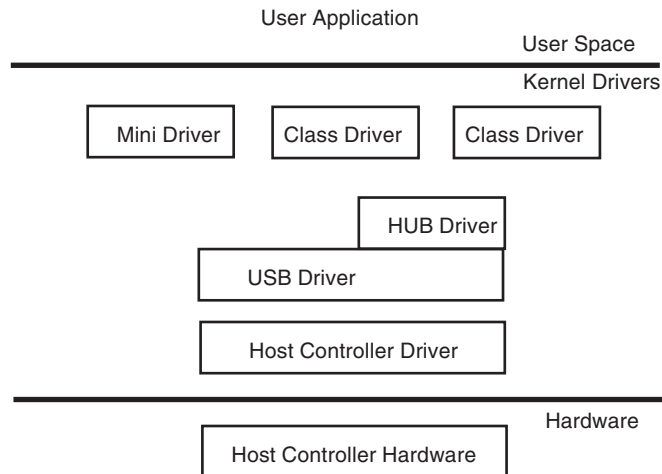 User Application
User Space
Kernel Drivers
Mini Driver
Class Driver
Class Driver
HUB Driver
USB Driver
Host Controller Driver
Hardware
Host Controller Hardware